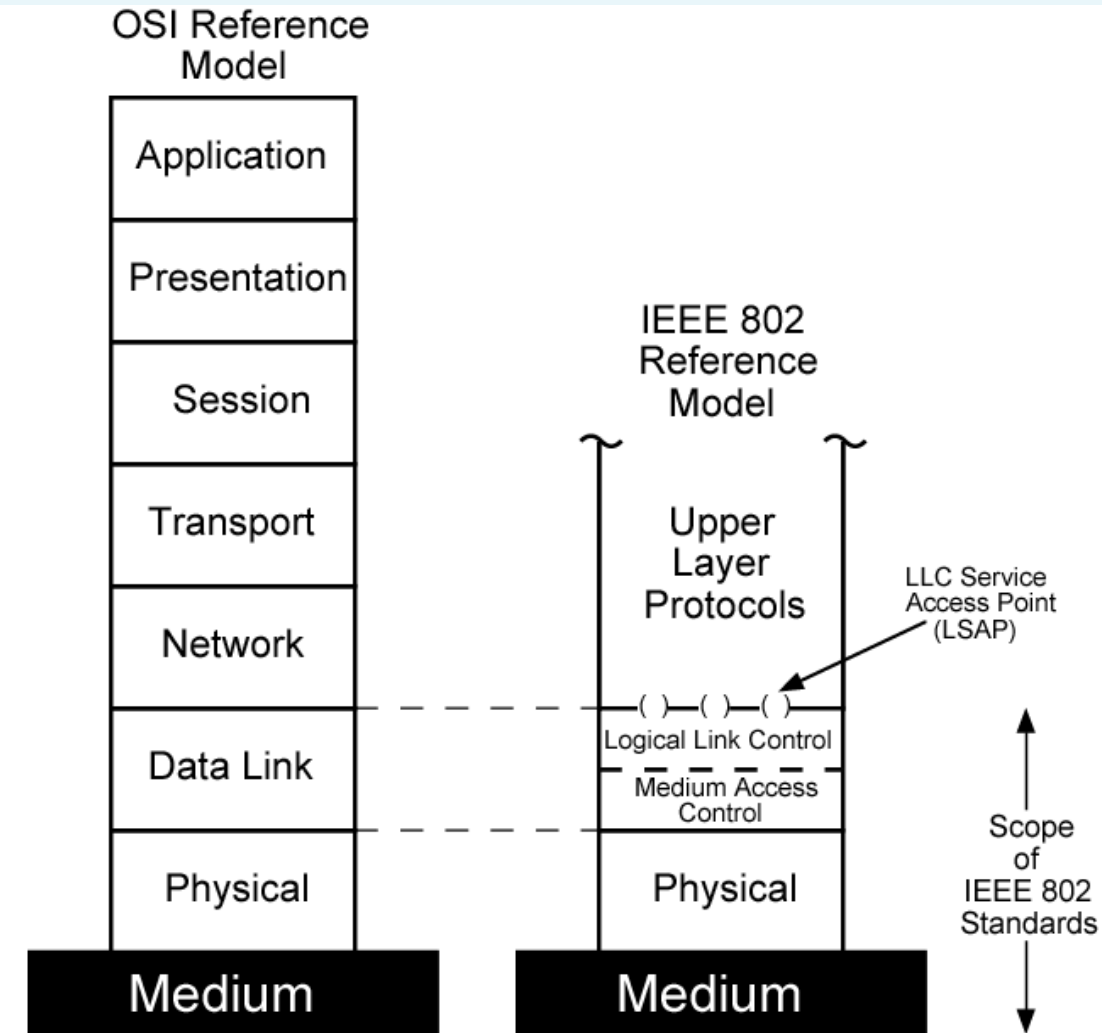 OSI Reference
Model
Application
Presentation
Session
Transport
Network
Data Link
Physical
Medium
IEEE 802
Reference
Model
Upper
Layer
Protocols
LLC Service
Access Point
(LSAP)
Logical Link Control
Medium Access
Control
Physical
Medium
Scope
of
IEEE 802
Standards